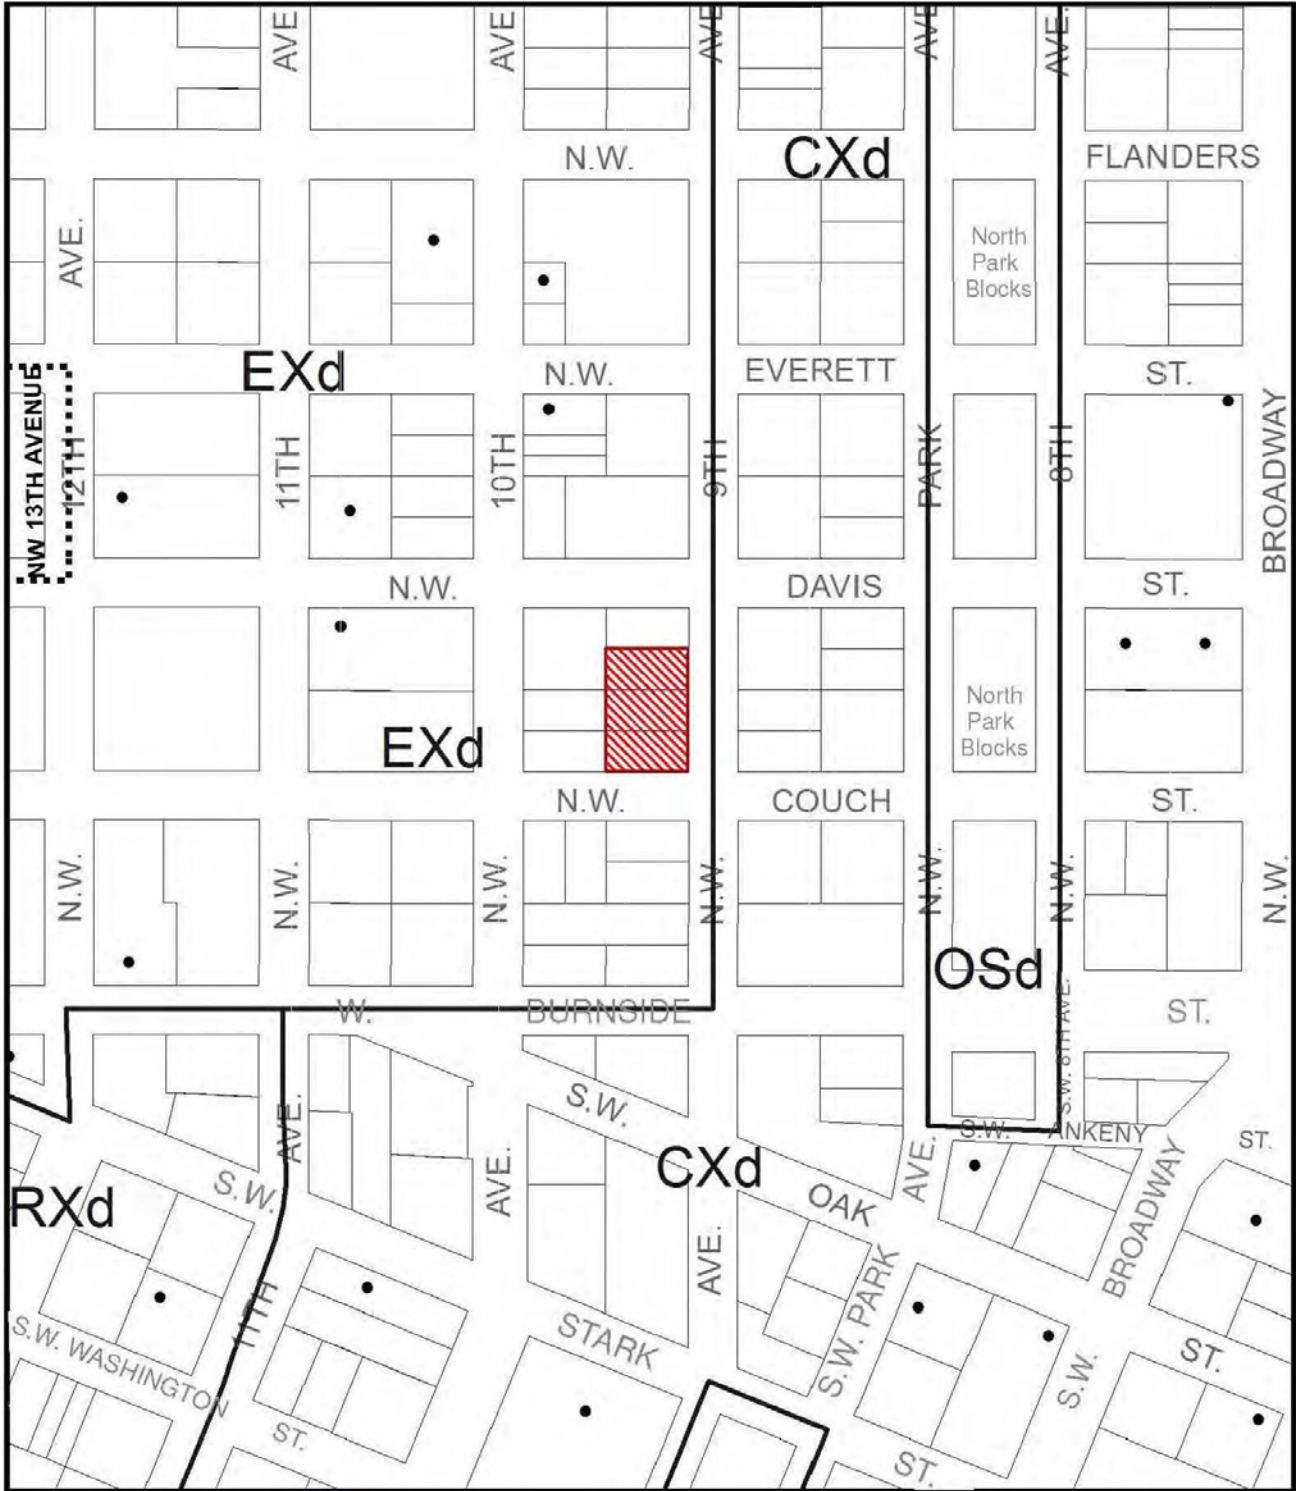 AVE.
AVE.
AVE.
AVE
AVE.
N.W.
CXd
FLANDERS
AVE.
North
Park
Blocks
EXd
N.W.
EVERETT
ST.
NW 13TH AVENUE
12TH
11TH
10TH
9TH
PARK
8TH
BROADWAY
N.W.
DAVIS
ST.
North
Park
Blocks
EXd
N.W.
COUCH
ST.
N.W.
N.W.
N.W.
N.W.
N.W.
N.W.
N.W.
OSd
W.
BURNSIDE
ST.
S.W. 8TH AVE.
S.W.
AVE.
S.W.
ANKENY
ST.
CXd
AVE.
AVE.
RXd
S.W.
OAK
AVE.
BROADWAY
S.W. PARK
11TH
STARK
S.W. WASHINGTON
ST.
S.W.
ST.
ST.